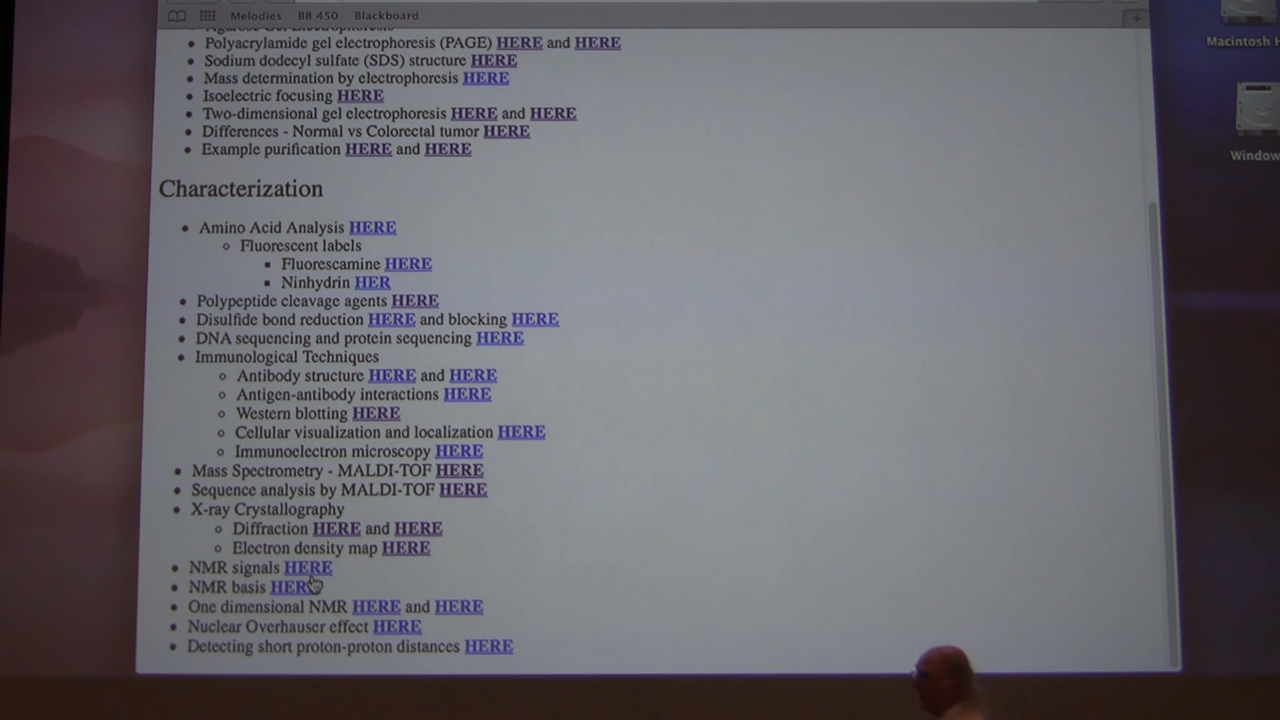 Melodies BB 450 Blackboard
Agarose Gel Electrophoresis
• Polyacrylamide gel electrophoresis (PAGE) HERE and HERE
• Sodium dodecyl sulfate (SDS) structure HERE
• Mass determination by electrophoresis HERE
• Isoelectric focusing HERE
• Two-dimensional gel electrophoresis HERE and HERE
• Differences - Normal vs Colorectal tumor HERE
• Example purification HERE and HERE
Characterization
• Amino Acid Analysis HERE
◦ Fluorescent labels
▪ Fluorescamine HERE
▪ Ninhydrin HER
• Polypeptide cleavage agents HERE
• Disulfide bond reduction HERE and blocking HERE
• DNA sequencing and protein sequencing HERE
• Immunological Techniques
◦ Antibody structure HERE and HERE
◦ Antigen-antibody interactions HERE
◦ Western blotting HERE
◦ Cellular visualization and localization HERE
◦ Immunoelectron microscopy HERE
• Mass Spectrometry - MALDI-TOF HERE
• Sequence analysis by MALDI-TOF HERE
• X-ray Crystallography
◦ Diffraction HERE and HERE
◦ Electron density map HERE
• NMR signals HERE
• NMR basis HERE
• One dimensional NMR HERE and HERE
• Nuclear Overhauser effect HERE
• Detecting short proton-proton distances HERE
Macintosh H
Window